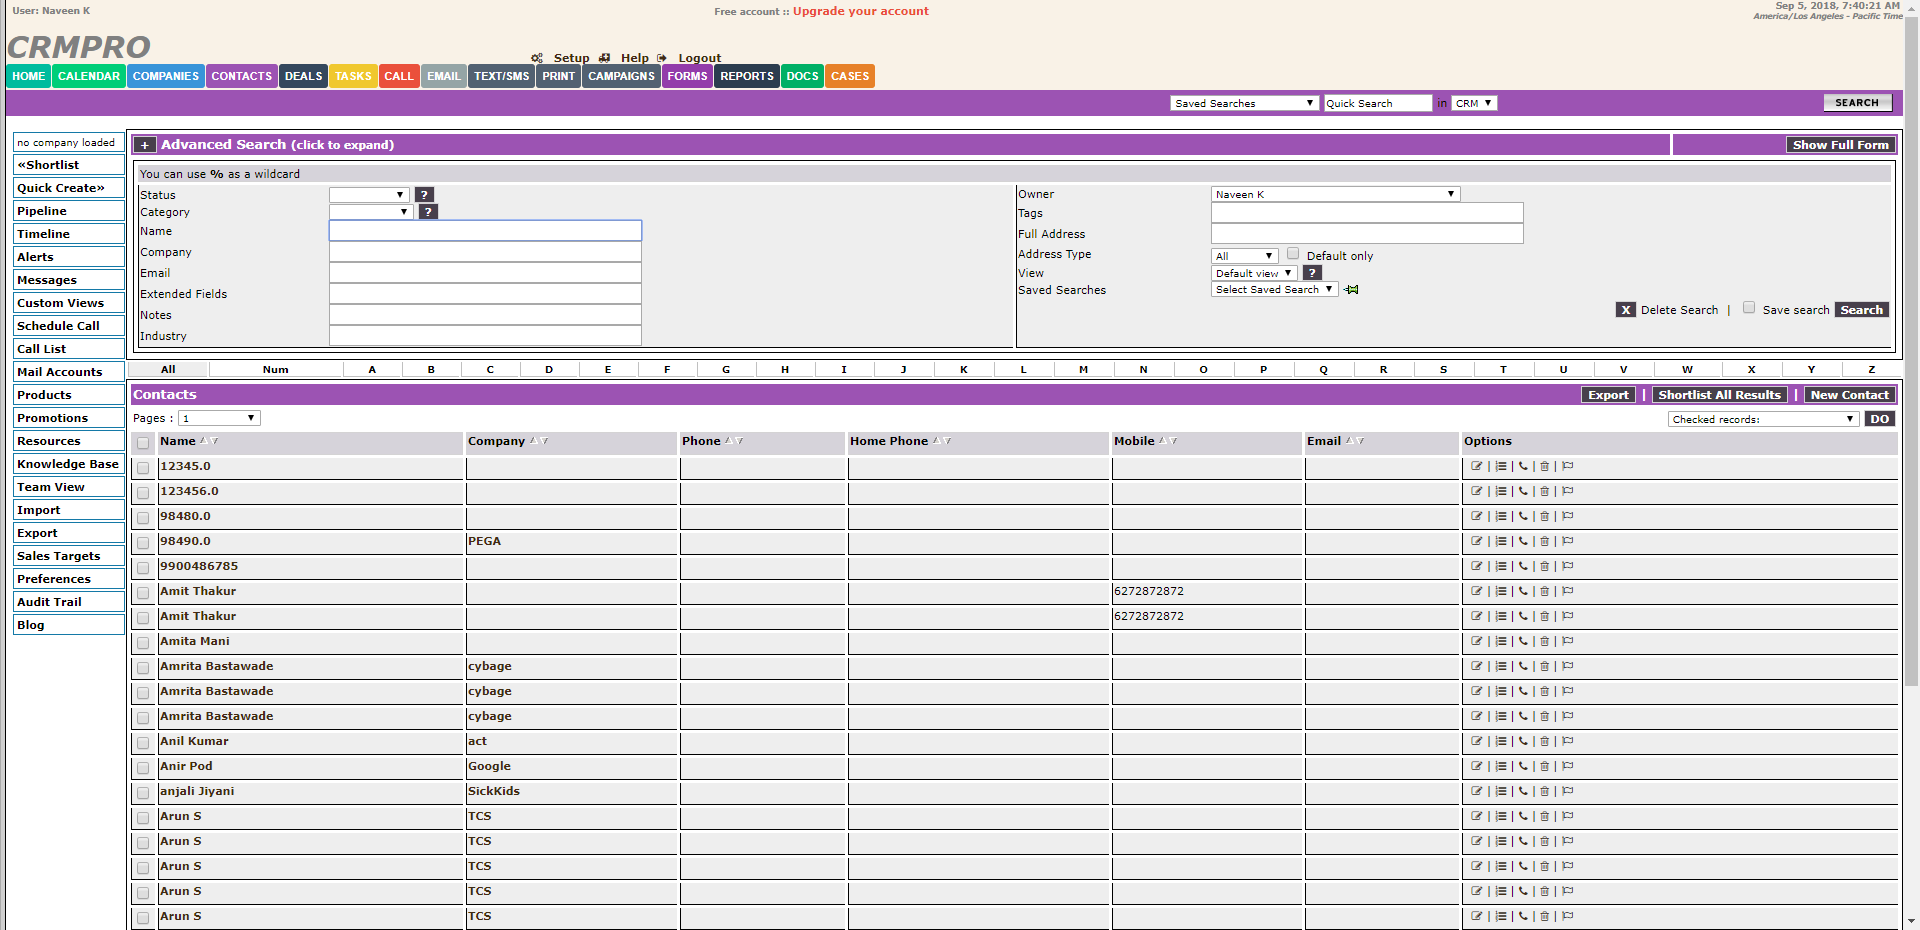 User: Naveen K
Free account :: Upgrade your account
Sep 5, 2018, 7:40:21 AM
America/Los Angeles - Pacific Time
CRMPRO
Setup Help Logout
HOME CALENDAR COMPANIES CONTACTS DEALS TASKS CALL EMAIL TEXT/SMS PRINT CAMPAIGNS FORMS REPORTS DOCS CASES
Saved Searches Quick Search in CRM SEARCH
no company loaded
«Shortlist
Quick Create»
Pipeline
Timeline
Alerts
Messages
Custom Views
Schedule Call
Call List
Mail Accounts
Products
Promotions
Resources
Knowledge Base
Team View
Import
Export
Sales Targets
Preferences
Audit Trail
Blog
+ Advanced Search (click to expand) Show Full Form
You can use % as a wildcard
Status ?
Category ?
Name
Company
Email
Extended Fields
Notes
Industry
Owner Naveen K
Tags
Full Address
Address Type All Default only
View Default view ?
Saved Searches Select Saved Search
X Delete Search | Save search Search
All Num A B C D E F G H I J K L M N O P Q R S T U V W X Y Z
Contacts Export | Shortlist All Results | New Contact
Pages : 1 Checked records: DO
Name Company Phone Home Phone Mobile Email Options
12345.0
123456.0
98480.0
98490.0 PEGA
9900486785
Amit Thakur 6272872872
Amit Thakur 6272872872
Amita Mani
Amrita Bastawade cybage
Amrita Bastawade cybage
Amrita Bastawade cybage
Anil Kumar act
Anir Pod Google
anjali Jiyani SickKids
Arun S TCS
Arun S TCS
Arun S TCS
Arun S TCS
Arun S TCS